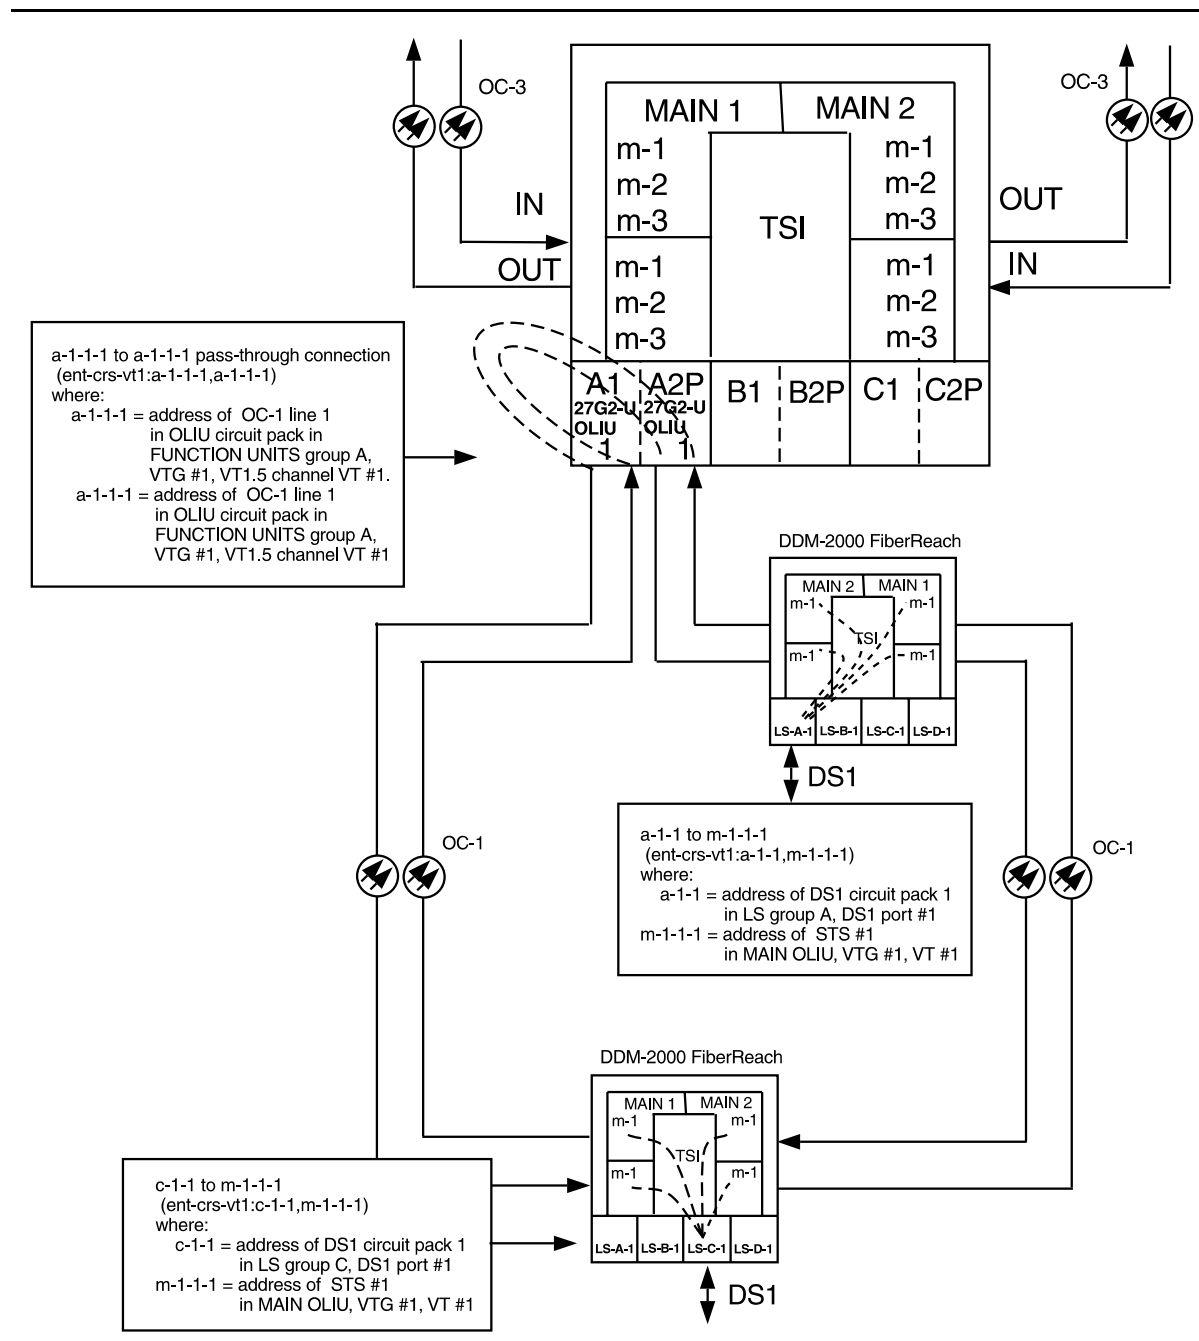 OC-3
OC-3
MAIN 1
MAIN 2
m-1
m-2
m-3
m-1
m-2
m-3
TSI
IN
OUT
OUT
IN
m-1
m-2
m-3
m-1
m-2
m-3
A1
27G2-U
OLIU
1
A2P
27G2-U
OLIU
1
B1
B2P
C1
C2P
a-1-1-1 to a-1-1-1 pass-through connection
(ent-crs-vt1:a-1-1-1,a-1-1-1)
where:
a-1-1-1 = address of OC-1 line 1
in OLIU circuit pack in
FUNCTION UNITS group A,
VTG #1, VT1.5 channel VT #1.
a-1-1-1 = address of OC-1 line 1
in OLIU circuit pack in
FUNCTION UNITS group A,
VTG #1, VT1.5 channel VT #1
DDM-2000 FiberReach
MAIN 2
MAIN 1
m-1
m-1
TSI
m-1
m-1
LS-A-1
LS-B-1
LS-C-1
LS-D-1
DS1
a-1-1 to m-1-1-1
(ent-crs-vt1:a-1-1,m-1-1-1)
where:
a-1-1 = address of DS1 circuit pack 1
in LS group A, DS1 port #1
m-1-1-1 = address of STS #1
in MAIN OLIU, VTG #1, VT #1
OC-1
OC-1
DDM-2000 FiberReach
MAIN 1
MAIN 2
m-1
m-1
TSI
m-1
m-1
LS-A-1
LS-B-1
LS-C-1
LS-D-1
DS1
c-1-1 to m-1-1-1
(ent-crs-vt1:c-1-1,m-1-1-1)
where:
c-1-1 = address of DS1 circuit pack 1
in LS group C, DS1 port #1
m-1-1-1 = address of STS #1
in MAIN OLIU, VTG #1, VT #1